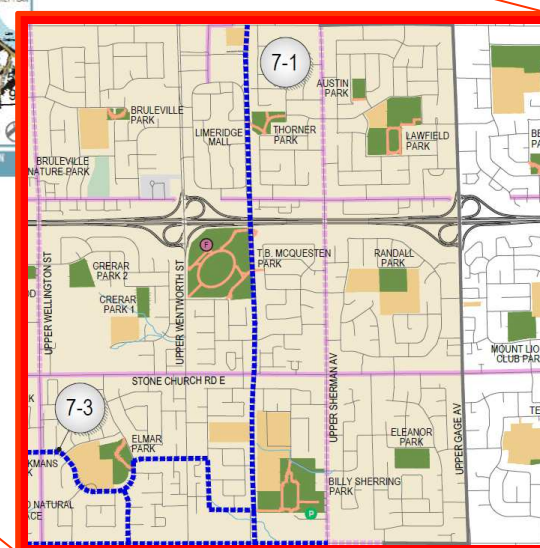 7-1
AUSTIN
PARK
BRULEVILLE
PARK
LIMERIDGE
MALL
THORNER
PARK
LAWFIELD
PARK
BRULEVILLE
NATURE PARK
F
T.B. MCQUESTEN
PARK
RANDALL
PARK
CRERAR
PARK 2
CRERAR
PARK 1
UPPER WELLINGTON ST
UPPER WENTWORTH ST
MOUNT LIO
CLUB PAR
STONE CHURCH RD E
UPPER SHERMAN AV
UPPER GAGE AV
7-3
ELMAR
PARK
ELEANOR
PARK
KMANS
BILLY SHERRING
PARK
P